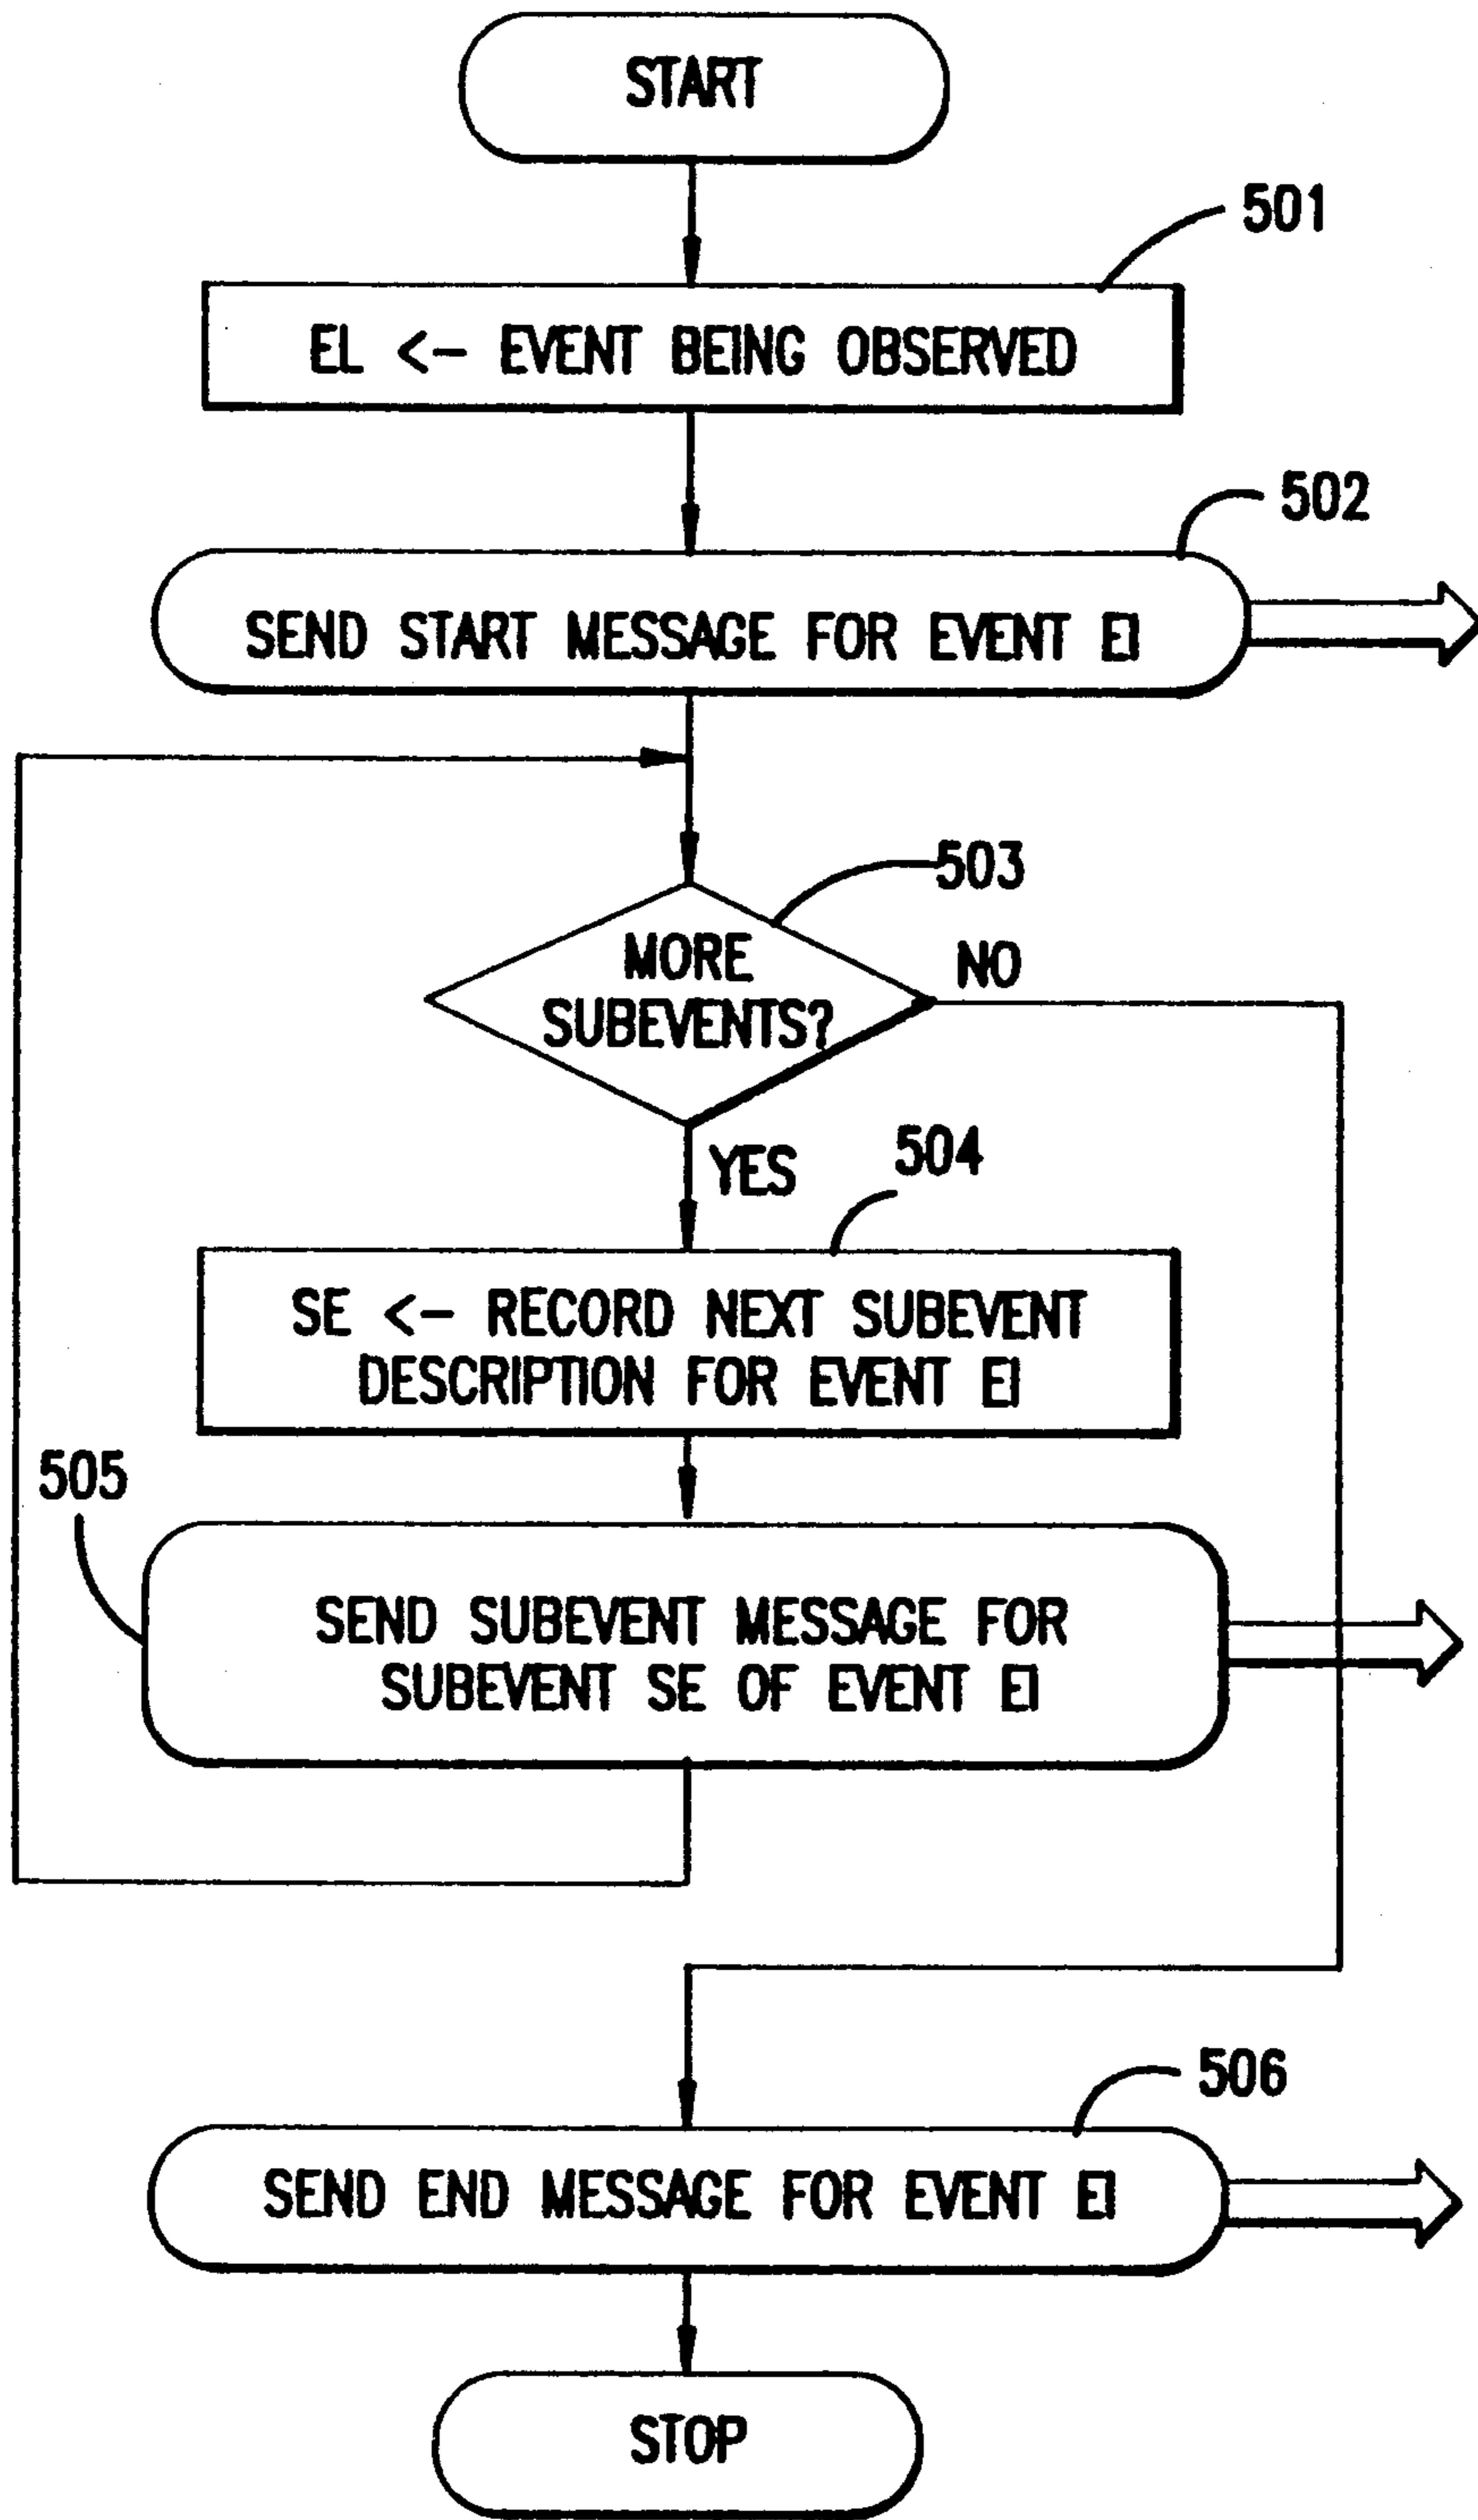 START
501
EL <- EVENT BEING OBSERVED
502
SEND START MESSAGE FOR EVENT EI
503
MORE
SUBEVENTS?
NO
YES
504
SE <- RECORD NEXT SUBEVENT
DESCRIPTION FOR EVENT EI
505
SEND SUBEVENT MESSAGE FOR
SUBEVENT SE OF EVENT EI
506
SEND END MESSAGE FOR EVENT EI
STOP